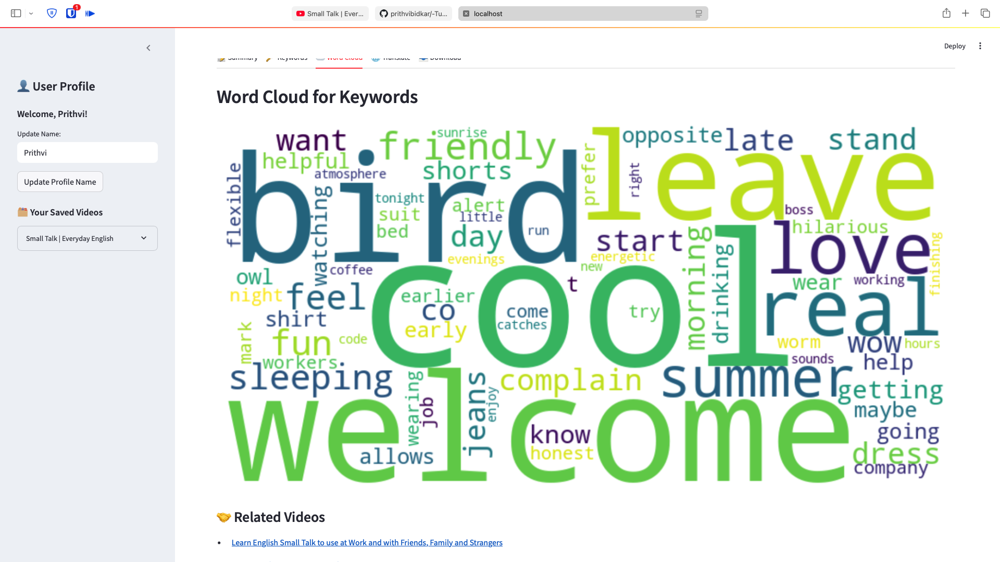 1
Small Talk | Ever...
prithvibidkar/-Tu...
localhost
Deploy
Summary
Keywords
Word Cloud
Translate
Download
User Profile
Welcome, Prithvi!
Update Name:
Prithvi
Update Profile Name
Your Saved Videos
Small Talk | Everyday English
Word Cloud for Keywords
want
friendly
sunrise
opposite
late
stand
helpful
atmosphere
shorts
prefer
right
leave
flexible
bird
watching
tonight
suit
bed
alert
little
day
run
evenings
boss
hilarious
start
energetic
new
morning
drinking
love
finishing
owl
coffee
night
feel
cool
earlier
co
early
come
catches
t
try
wear
working
real
shirt
mark
fun
code
workers
worm
wow
hours
sounds
help
sleeping
wearing
job
jeans
enjoy
complain
summer
getting
maybe
welcome
know
honest
going
allows
dress
company
Related Videos
Learn English Small Talk to use at Work and with Friends, Family and Strangers